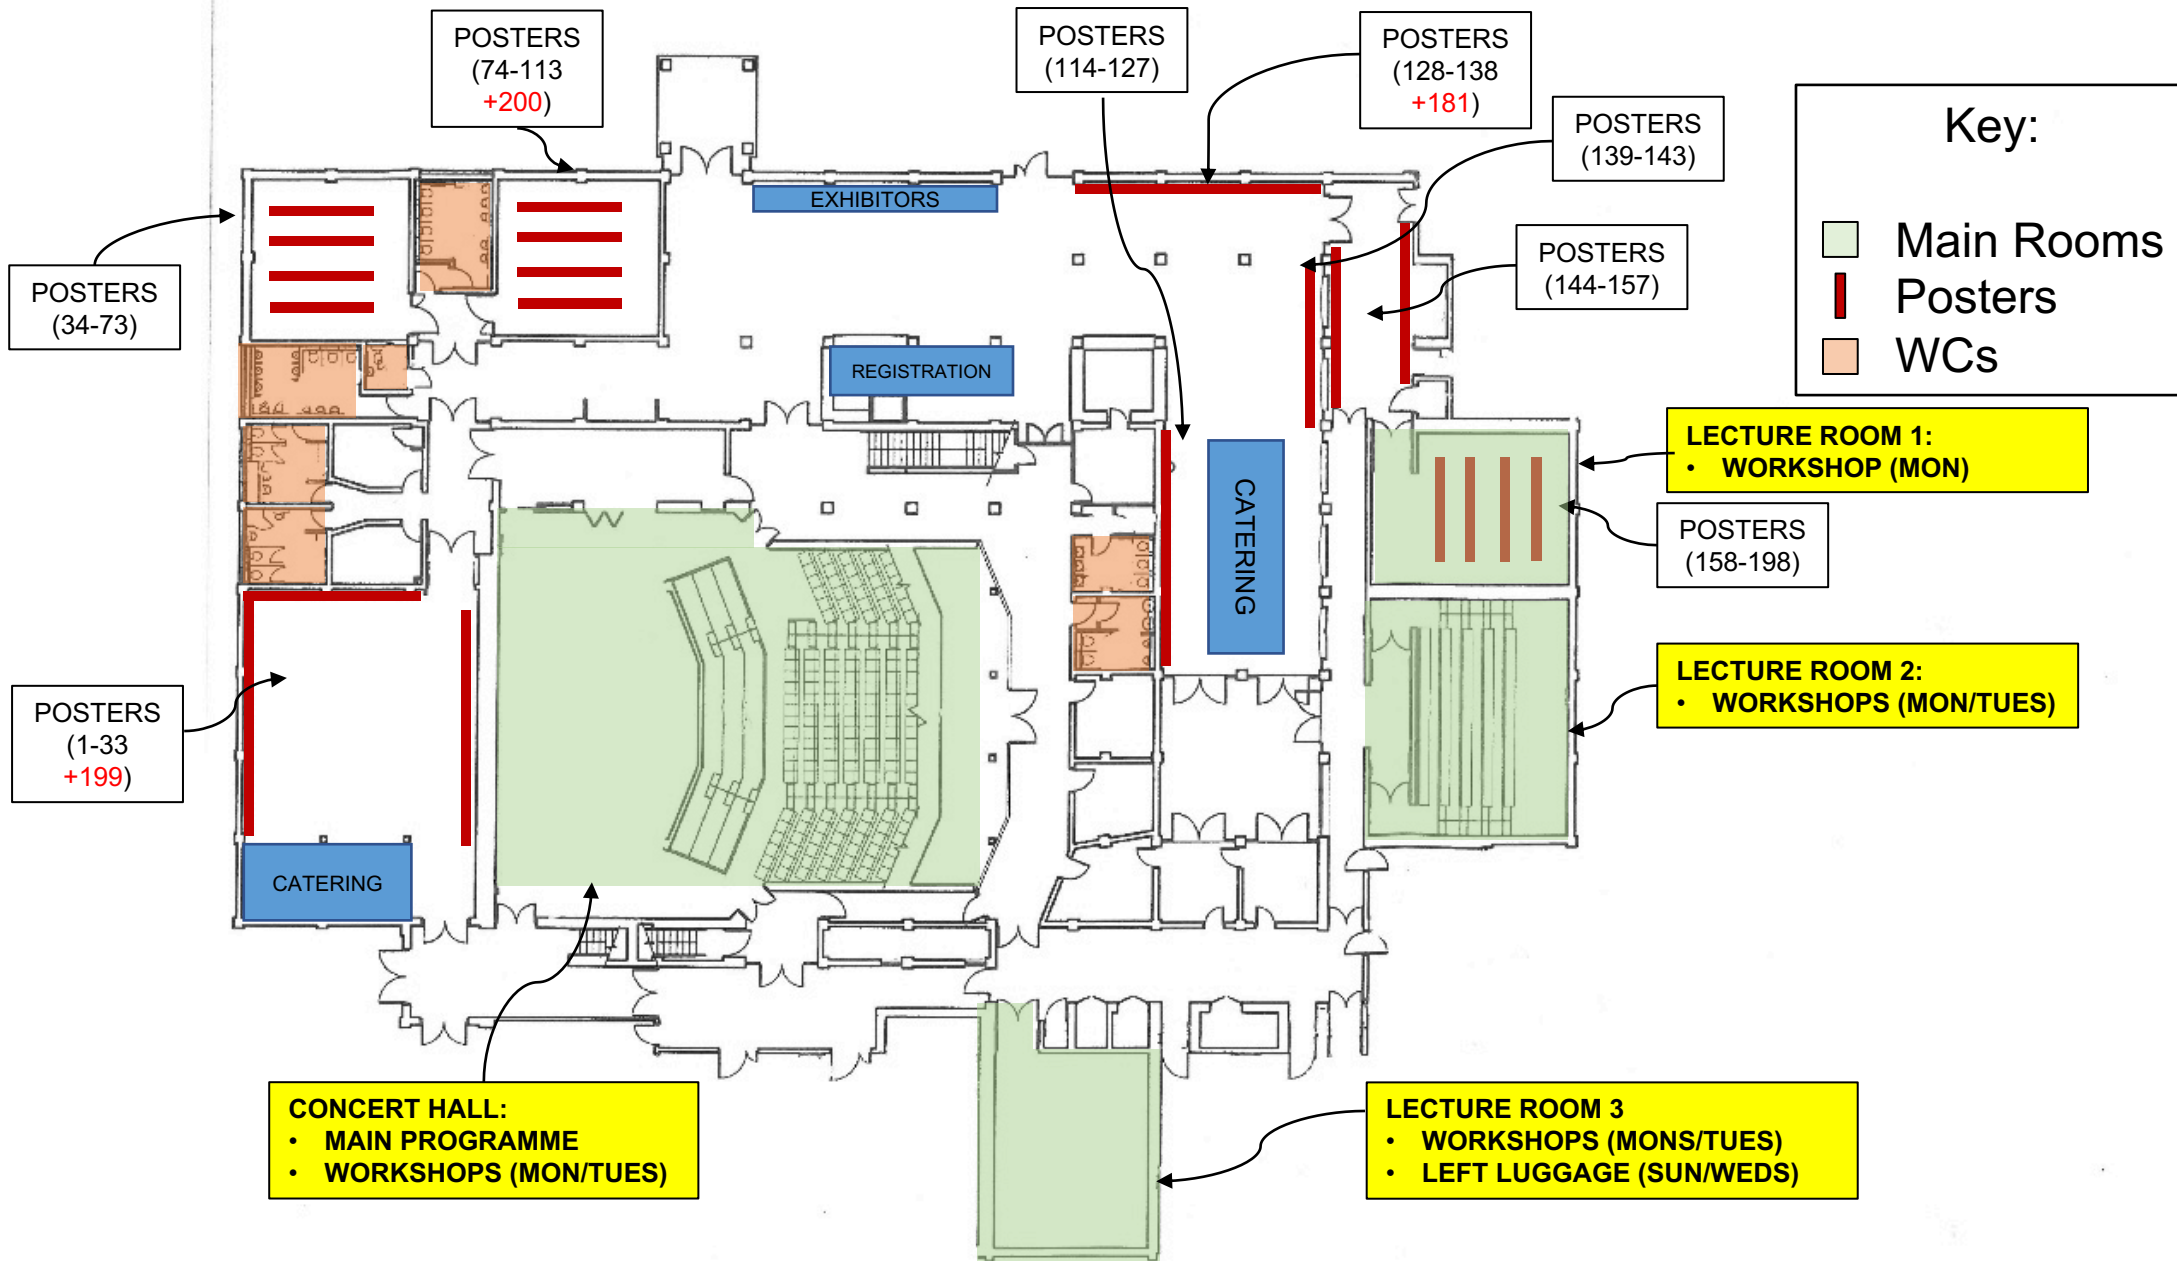 POSTERS
(74-113
+200)
POSTERS
(114-127)
POSTERS
(128-138
+181)
POSTERS
(139-143)
Key:
Main Rooms
Posters
WCs
EXHIBITORS
POSTERS
(34-73)
POSTERS
(144-157)
REGISTRATION
LECTURE ROOM 1:
• WORKSHOP (MON)
CATERING
POSTERS
(158-198)
LECTURE ROOM 2:
• WORKSHOPS (MON/TUES)
POSTERS
(1-33
+199)
CATERING
CONCERT HALL:
• MAIN PROGRAMME
• WORKSHOPS (MON/TUES)
LECTURE ROOM 3
• WORKSHOPS (MONS/TUES)
• LEFT LUGGAGE (SUN/WEDS)